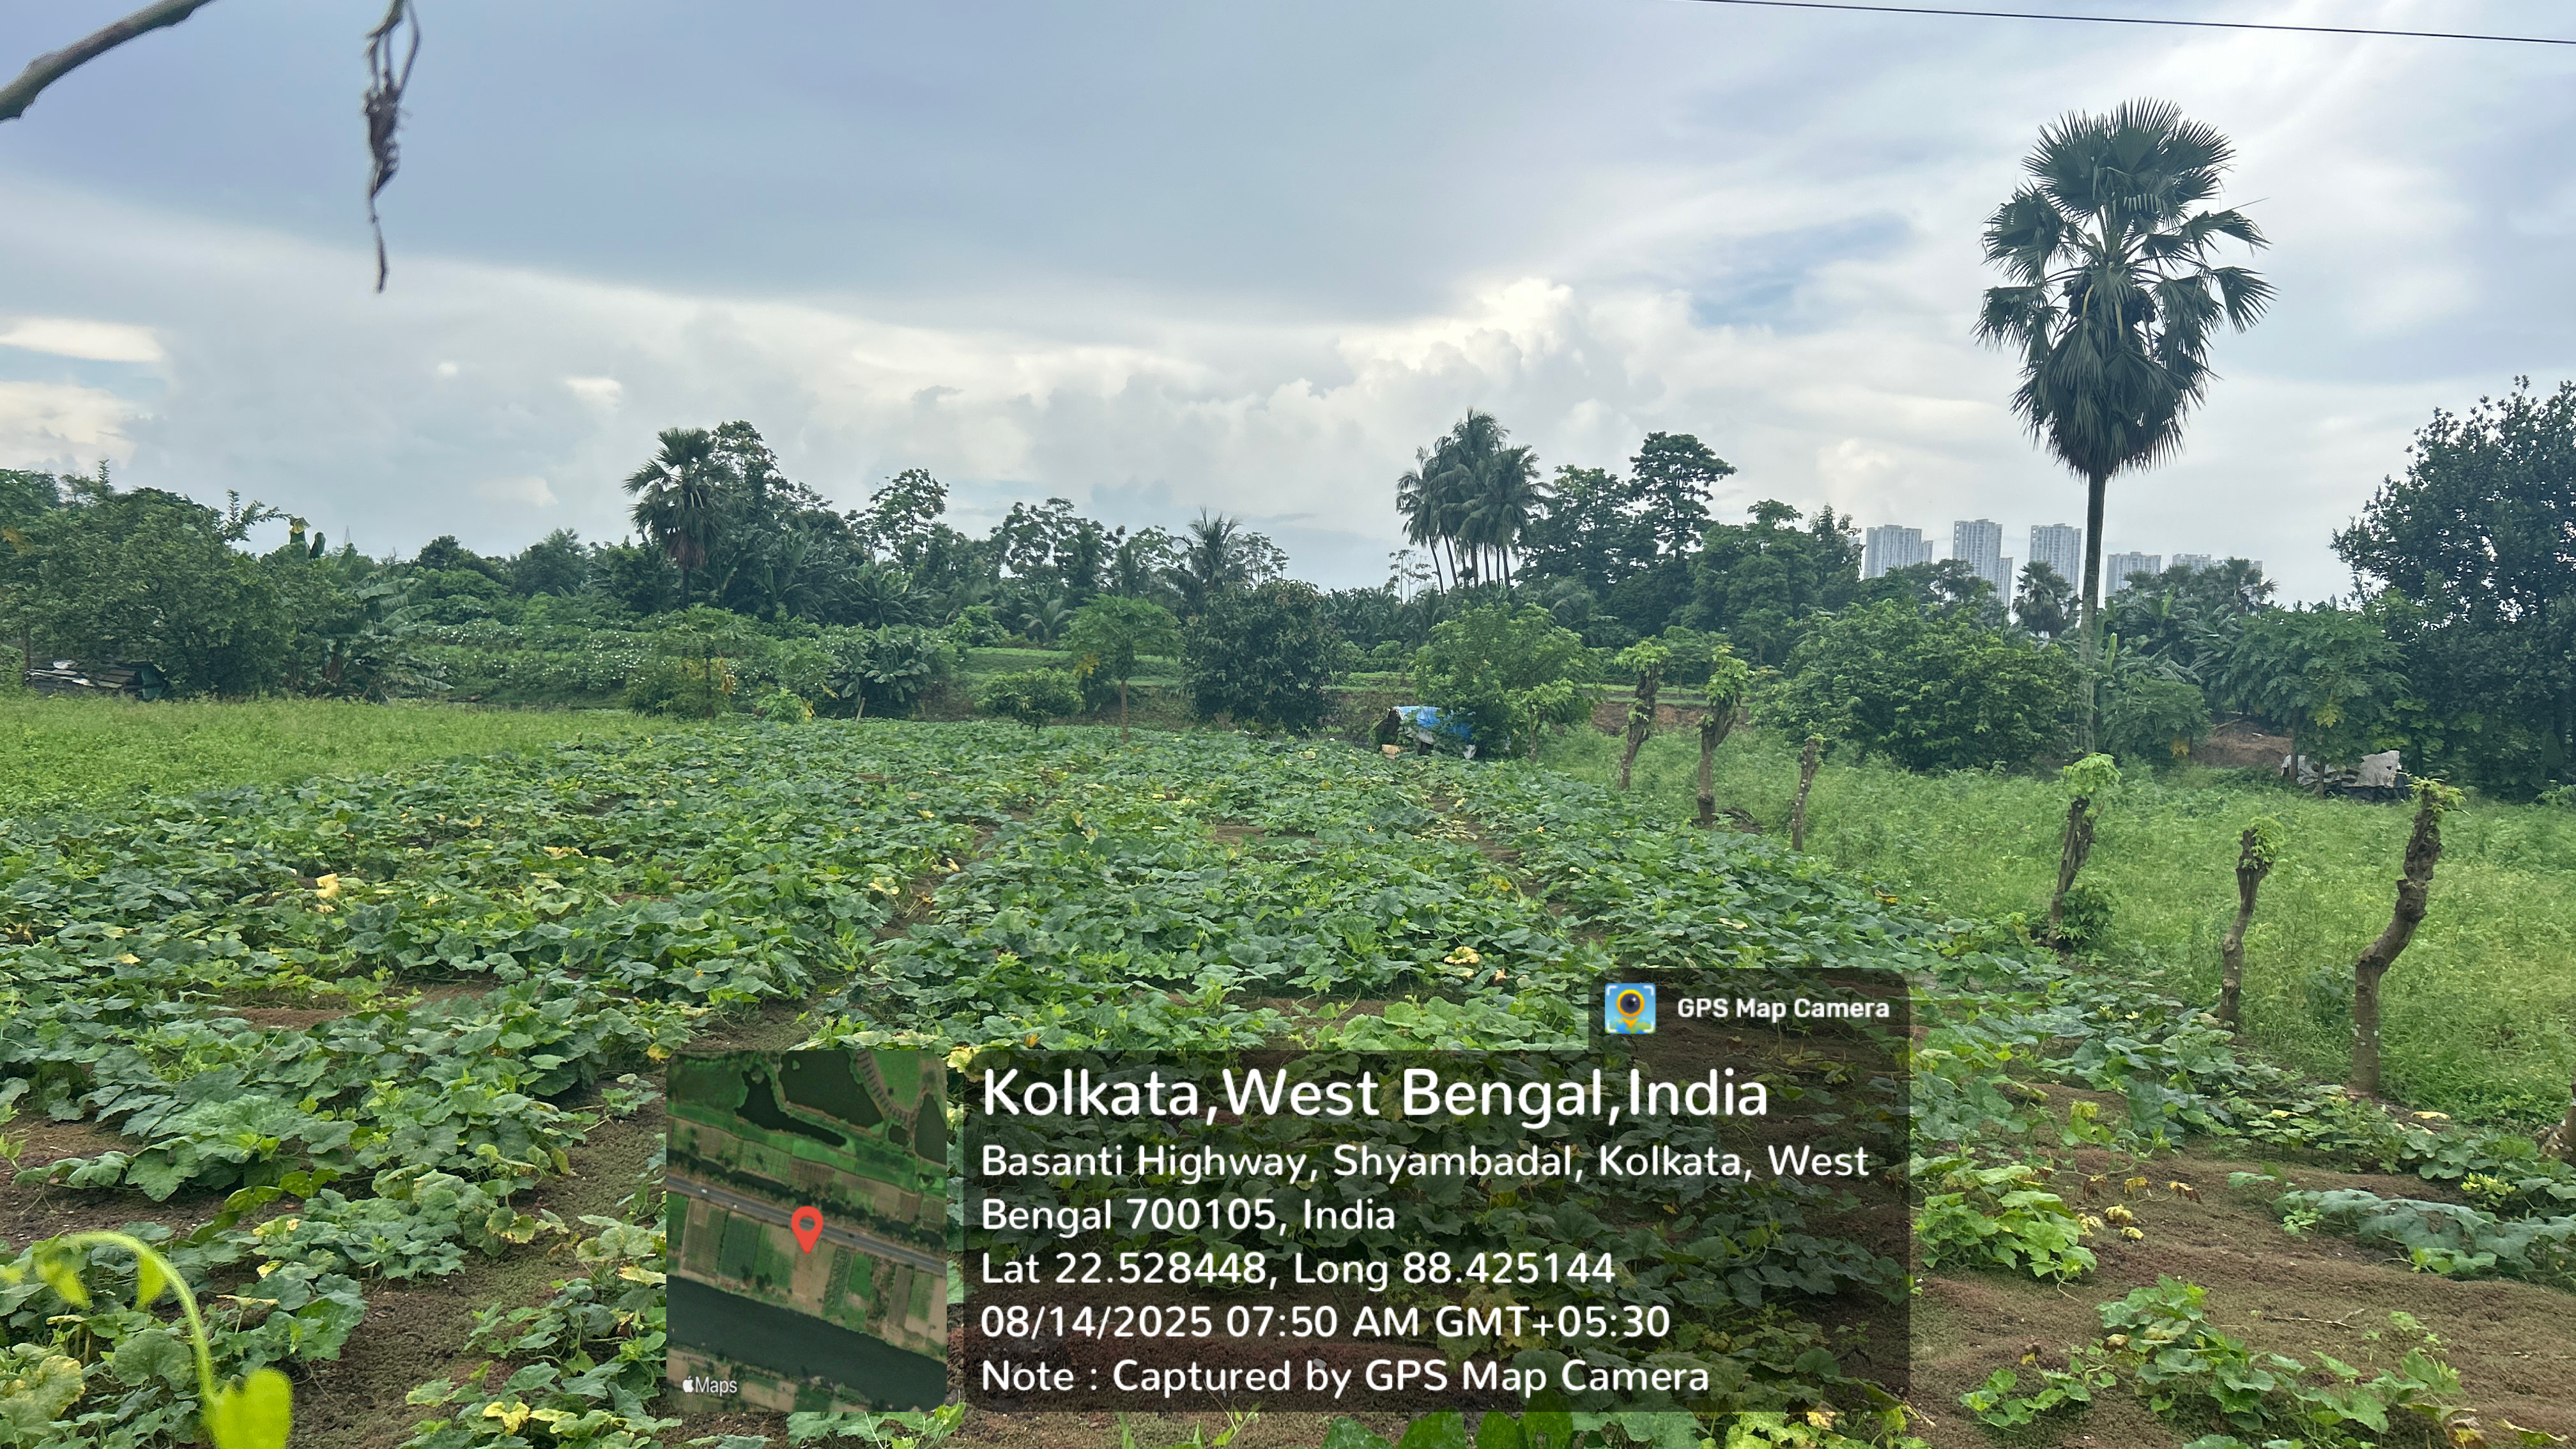 GPS Map Camera
Kolkata,West Bengal,India
Basanti Highway, Shyambadal, Kolkata, West
Bengal 700105, India
Lat 22.528448, Long 88.425144
08/14/2025 07:50 AM GMT+05:30
Note : Captured by GPS Map Camera
Maps